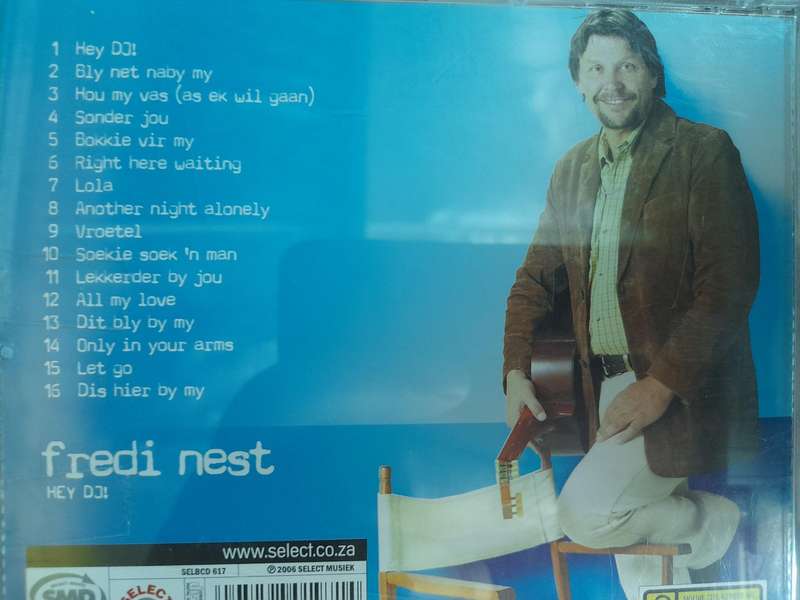 1 Hey DJ!
2 Bly net naby my
3 Hou my vas (as ek wil gaan)
4 Sonder jou
5 Bokkie vir my
6 Right here waiting
7 Lola
8 Another night alonely
9 Vroetel
10 Soekie soek 'n man
11 Lekkerder by jou
12 All my love
13 Dit bly by my
14 Only in your arms
15 Let go
16 Dis hier by my
fredi nest
HEY DJ!
www.select.co.za
SELBCD 617
℗ 2006 SELECT MUSIEK
SMD
SELECT